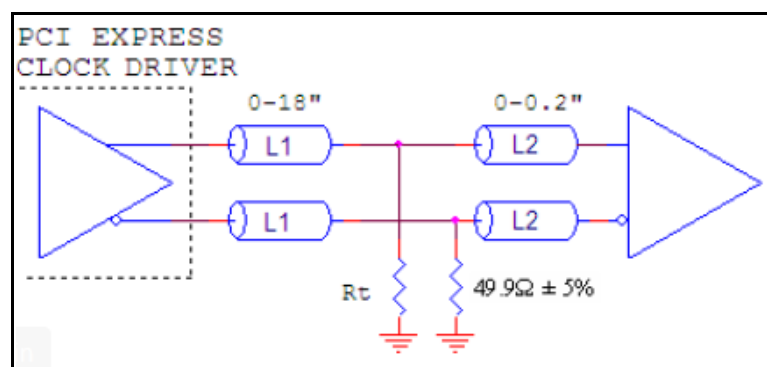 PCI EXPRESS
CLOCK DRIVER
0-18"
0-0.2"
L1
L2
L1
L2
Rt
49.9Ω ± 5%